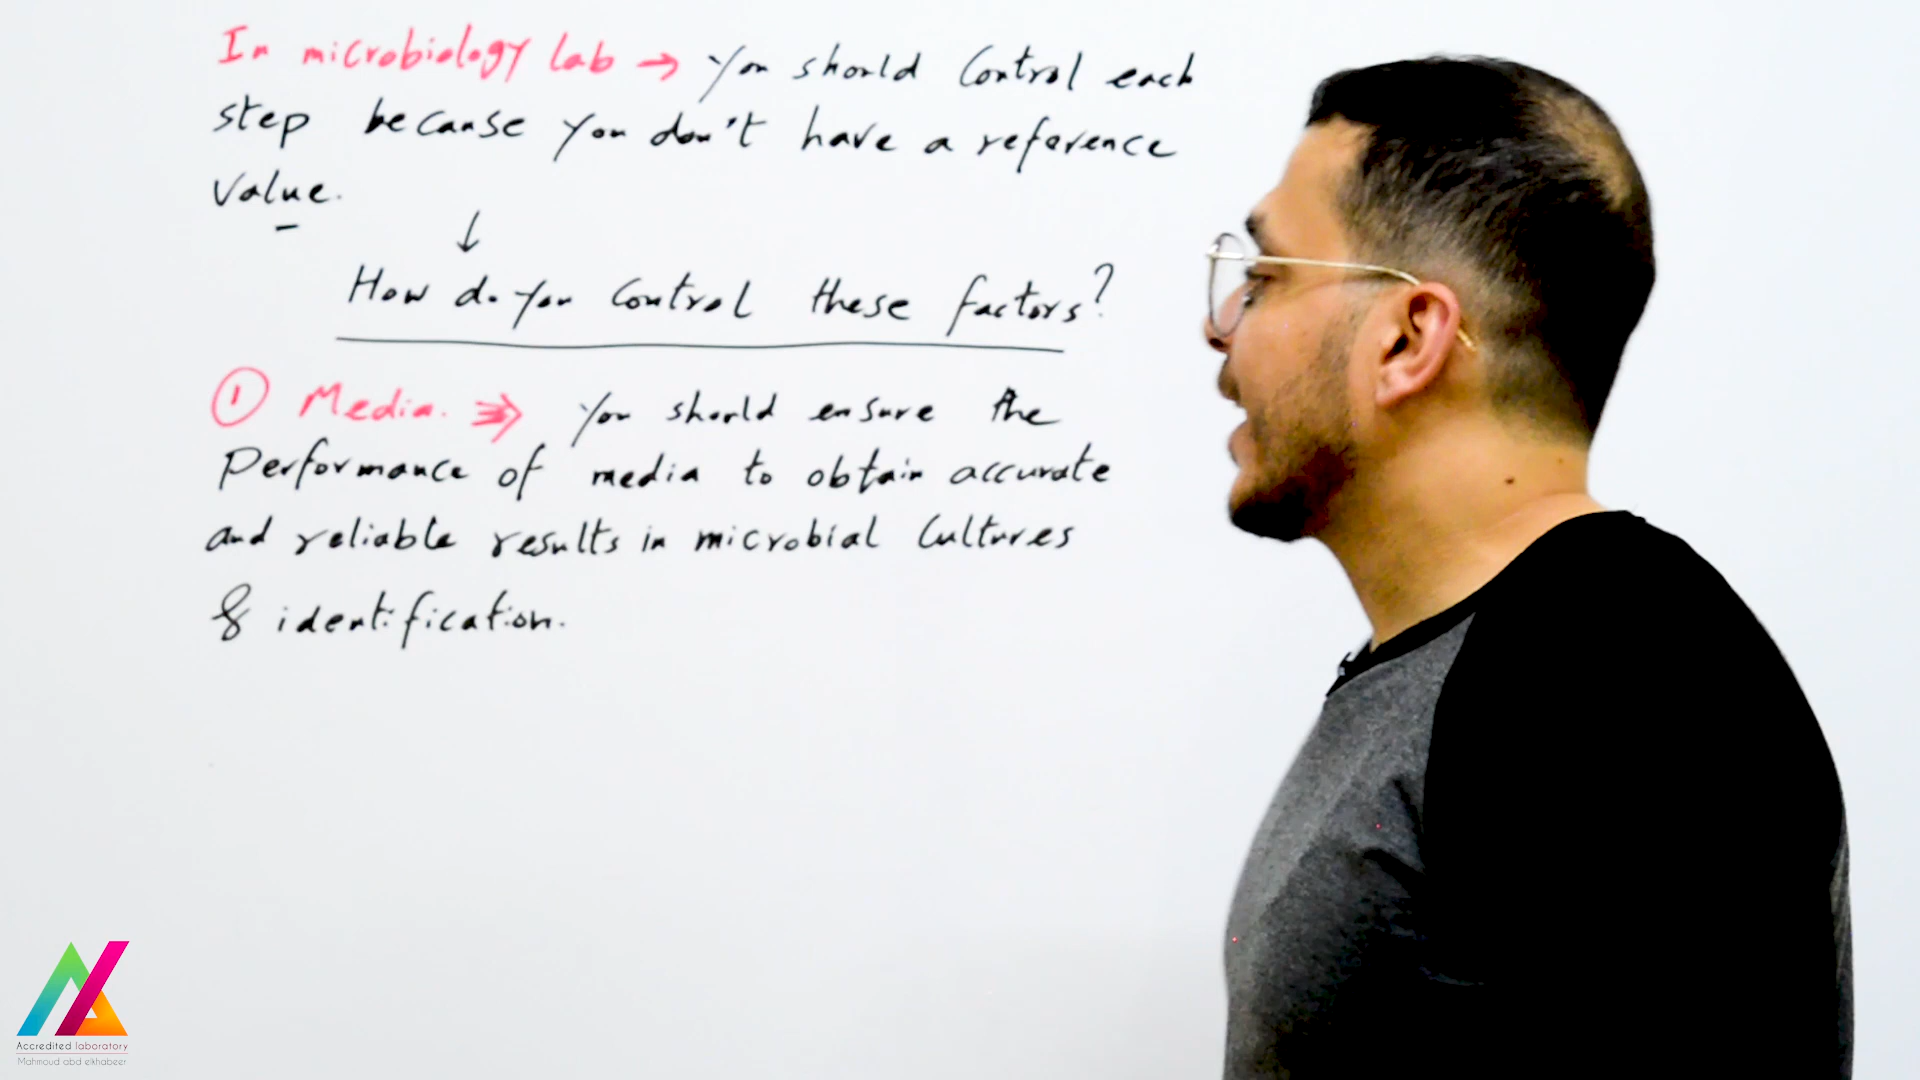 In microbiology lab → You should Control each
step because you don't have a reference
Value.
↓
How do you Control these factors?
① Media. ⇒ You should ensure the
Performance of media to obtain accurate
and reliable results in microbial Cultures
& identification.
Accredited laboratory
Mahmoud abd elkhabeer